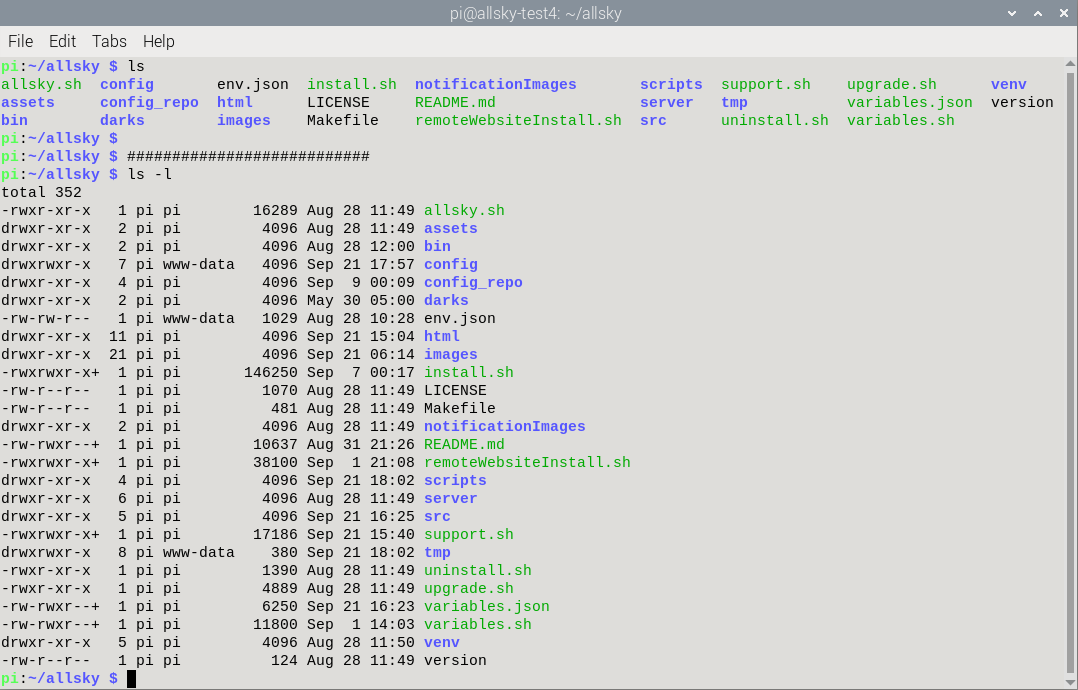 pi@allsky-test4: ~/allsky
File Edit Tabs Help
pi:~/allsky $ ls
allsky.sh  config       env.json  install.sh  notificationImages       scripts  support.sh    upgrade.sh      venv
assets     config_repo  html      LICENSE     README.md                server   tmp           variables.json  version
bin        darks        images    Makefile    remoteWebsiteInstall.sh  src      uninstall.sh  variables.sh
pi:~/allsky $
pi:~/allsky $ ###########################
pi:~/allsky $ ls -l
total 352
-rwxr-xr-x   1 pi pi        16289 Aug 28 11:49 allsky.sh
drwxr-xr-x   2 pi pi         4096 Aug 28 11:49 assets
drwxr-xr-x   2 pi pi         4096 Aug 28 12:00 bin
drwxrwxr-x   7 pi www-data   4096 Sep 21 17:57 config
drwxr-xr-x   4 pi pi         4096 Sep  9 00:09 config_repo
drwxr-xr-x   2 pi pi         4096 May 30 05:00 darks
-rw-rw-r--   1 pi www-data   1029 Aug 28 10:28 env.json
drwxr-xr-x  11 pi pi         4096 Sep 21 15:04 html
drwxr-xr-x  21 pi pi         4096 Sep 21 06:14 images
-rwxrwxr-x+  1 pi pi       146250 Sep  7 00:17 install.sh
-rw-r--r--   1 pi pi         1070 Aug 28 11:49 LICENSE
-rw-r--r--   1 pi pi          481 Aug 28 11:49 Makefile
drwxr-xr-x   2 pi pi         4096 Aug 28 11:49 notificationImages
-rw-rwxr--+  1 pi pi        10637 Aug 31 21:26 README.md
-rwxrwxr-x+  1 pi pi        38100 Sep  1 21:08 remoteWebsiteInstall.sh
drwxr-xr-x   4 pi pi         4096 Sep 21 18:02 scripts
drwxr-xr-x   6 pi pi         4096 Aug 28 11:49 server
drwxr-xr-x   5 pi pi         4096 Sep 21 16:25 src
-rwxrwxr-x+  1 pi pi        17186 Sep 21 15:40 support.sh
drwxrwxr-x   8 pi www-data    380 Sep 21 18:02 tmp
-rwxr-xr-x   1 pi pi         1390 Aug 28 11:49 uninstall.sh
-rwxr-xr-x   1 pi pi         4889 Aug 28 11:49 upgrade.sh
-rw-rwxr--+  1 pi pi         6250 Sep 21 16:23 variables.json
-rw-rwxr--+  1 pi pi        11800 Sep  1 14:03 variables.sh
drwxr-xr-x   5 pi pi         4096 Aug 28 11:50 venv
-rw-r--r--   1 pi pi          124 Aug 28 11:49 version
pi:~/allsky $